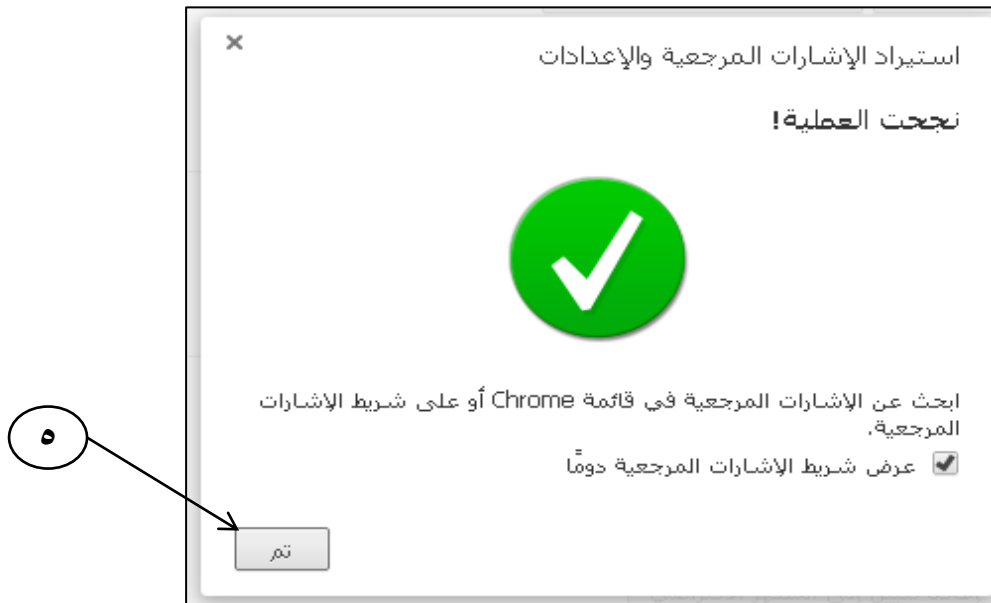 استيراد الإشارات المرجعية والإعدادات
نجحت العملية!
ابحث عن الإشارات المرجعية في قائمة Chrome أو على شريط الإشارات
المرجعية.
عرض شريط الإشارات المرجعية دومًا
٥
تم